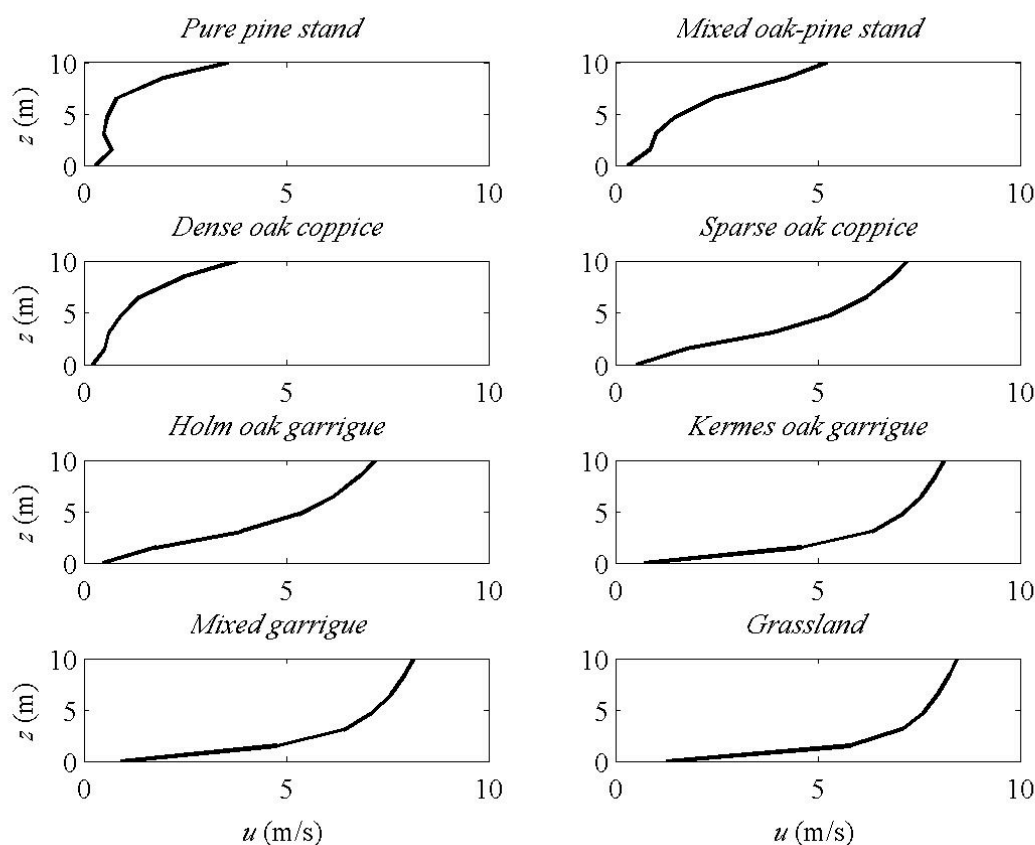 Pure pine stand
Mixed oak-pine stand
10
5
0
z (m)
0 5 10
10
5
0
0 5 10
Dense oak coppice
Sparse oak coppice
10
5
0
z (m)
0 5 10
10
5
0
0 5 10
Holm oak garrigue
Kermes oak garrigue
10
5
0
z (m)
0 5 10
10
5
0
0 5 10
Mixed garrigue
Grassland
10
5
0
z (m)
0 5 10
u (m/s)
10
5
0
0 5 10
u (m/s)